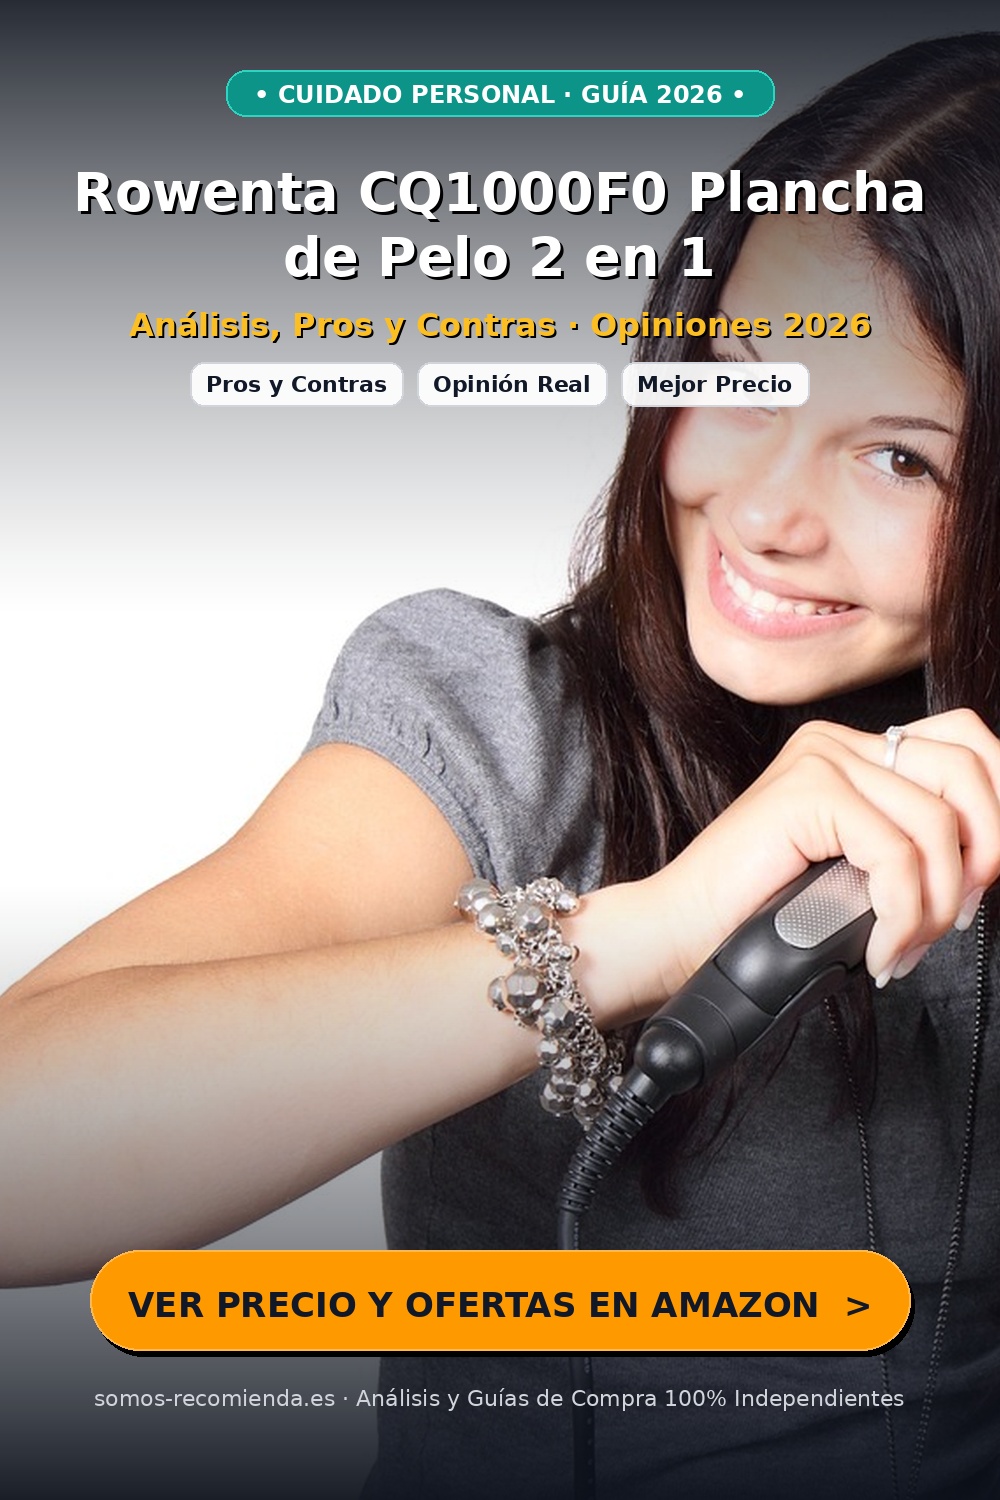 • CUIDADO PERSONAL · GUÍA 2026 •
Rowenta CQ1000F0 Plancha
de Pelo 2 en 1
Análisis, Pros y Contras · Opiniones 2026
Pros y Contras
Opinión Real
Mejor Precio
VER PRECIO Y OFERTAS EN AMAZON >
somos-recomienda.es · Análisis y Guías de Compra 100% Independientes